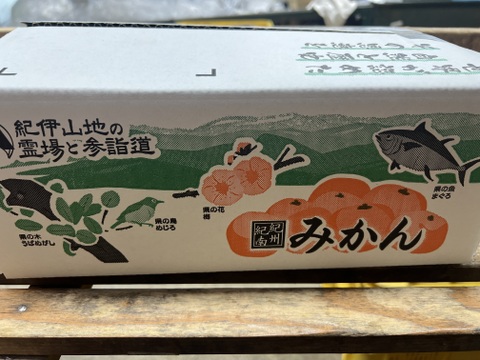 紀伊山地の
霊場と参詣道
県の木
うばめがし
県の鳥
めじろ
県の花
梅
県の魚
まぐろ
紀州
紀南
みかん